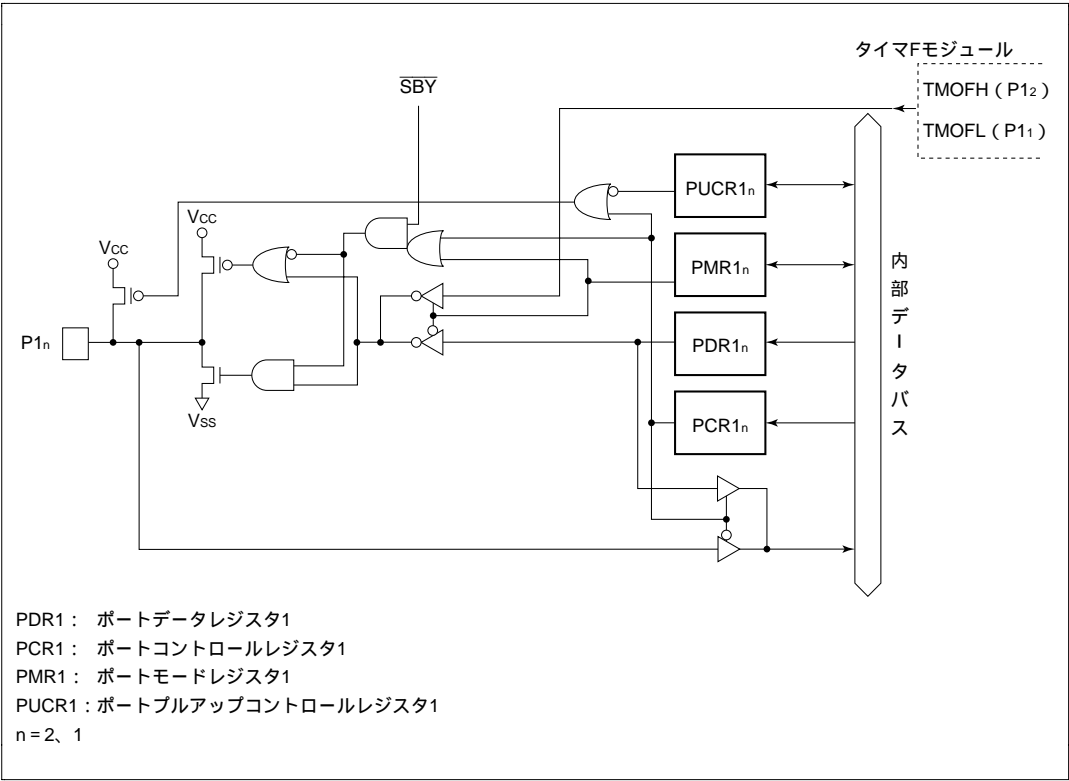 タイマFモジュール
TMOFH(P12)
TMOFL(P11)
SBY
PUCR1n
VCC
VCC
PMR1n
内部データバス
P1n
PDR1n
PCR1n
VSS
PDR1: ポートデータレジスタ1
PCR1: ポートコントロールレジスタ1
PMR1: ポートモードレジスタ1
PUCR1:ポートプルアップコントロールレジスタ1
n=2、1